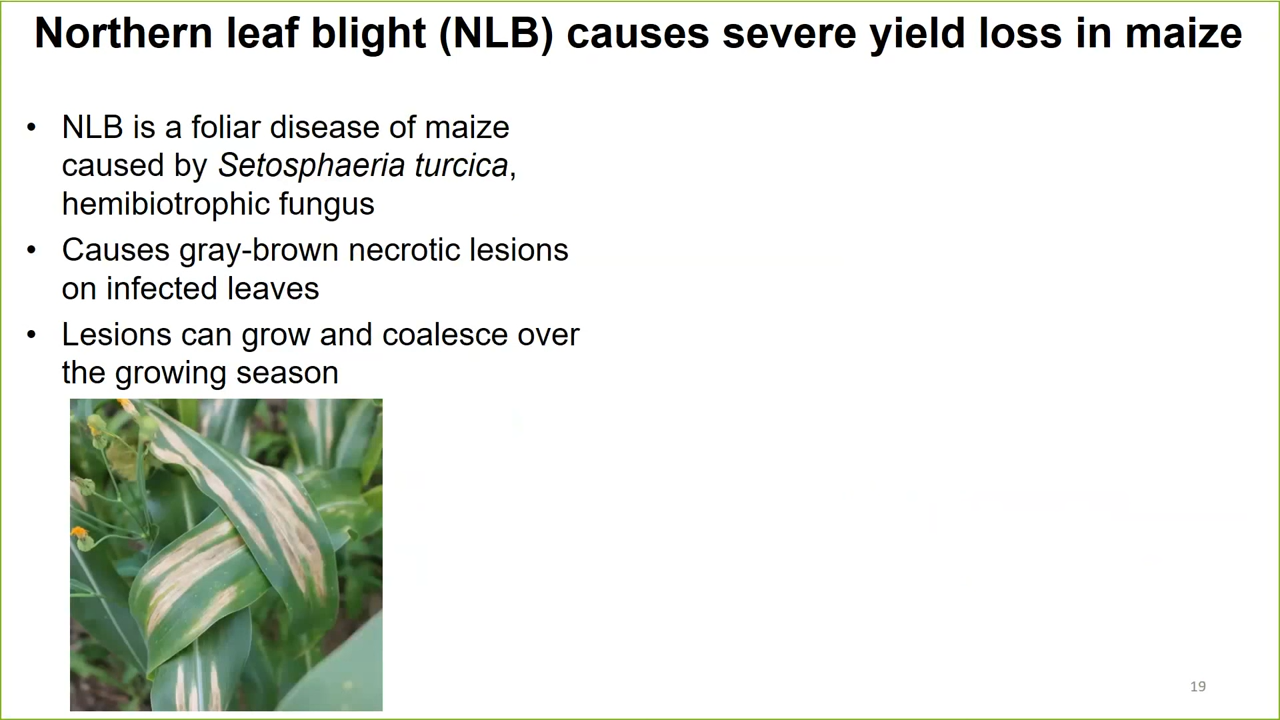 Northern leaf blight (NLB) causes severe yield loss in maize
• NLB is a foliar disease of maize
caused by Setosphaeria turcica,
hemibiotrophic fungus
• Causes gray-brown necrotic lesions
on infected leaves
• Lesions can grow and coalesce over
the growing season
19